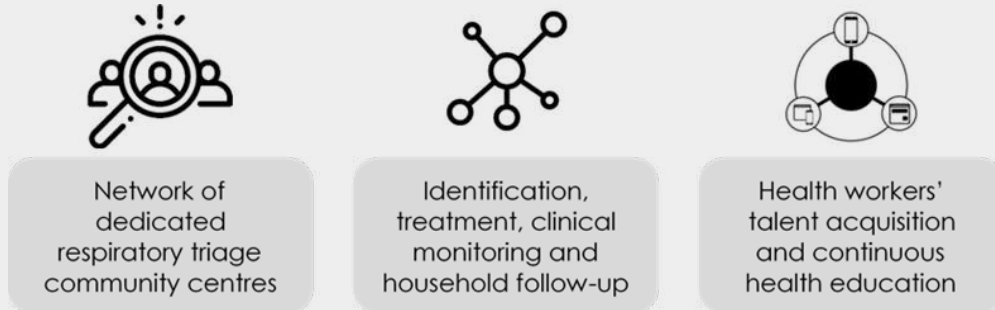 Network of
dedicated
respiratory triage
community centres
Identification,
treatment, clinical
monitoring and
household follow-up
Health workers’
talent acquisition
and continuous
health education